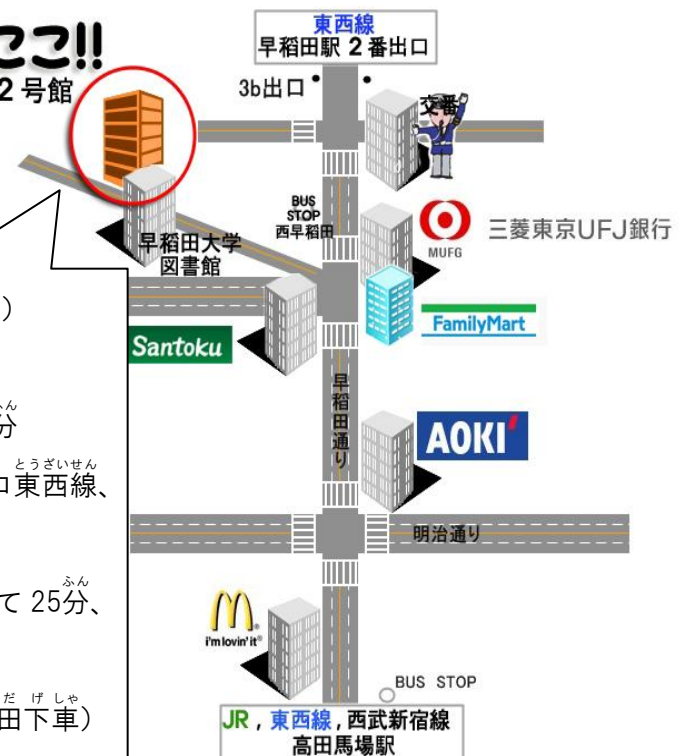 ここ!!
2号館
東西線
早稲田駅 2番出口
3b出口
交番
BUS
STOP
西早稲田
MUFG
三菱東京UFJ銀行
早稲田大学
図書館
FamilyMart
Santoku
早稲田通り
AOKI
明治通り
）
ふん
分
とうざいせん
東西線、
ふん
て 25分、
だ げしゃ
田下車）
i'm lovin' it®
BUS STOP
JR , 東西線 , 西武新宿線
高田馬場駅